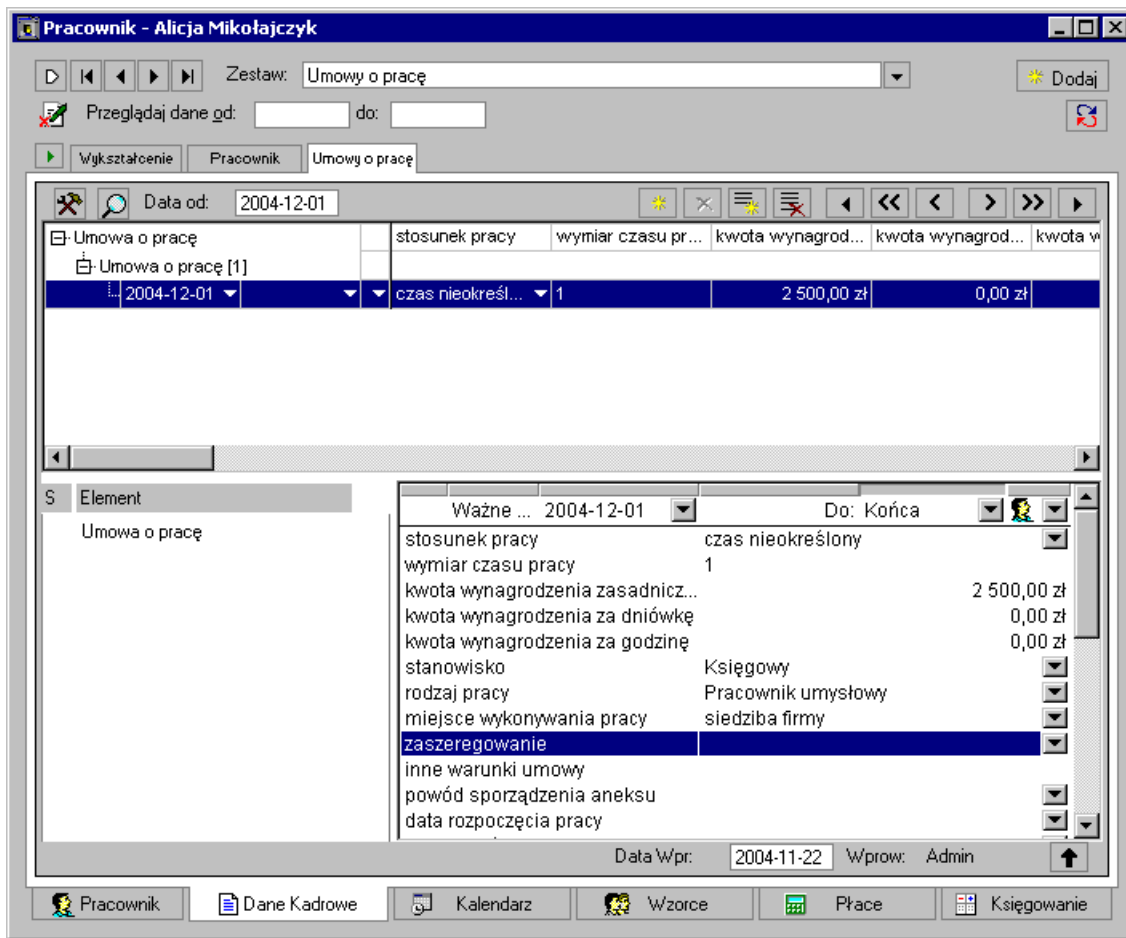 Pracownik - Alicja Mikołajczyk
Zestaw: Umowy o pracę Dodaj
Przeglądaj dane od: do:
Wykształcenie Pracownik Umowy o pracę
Data od: 2004-12-01
Umowa o pracę stosunek pracy wymiar czasu pr... kwota wynagrod... kwota wynagrod... kwota w
Umowa o pracę [1]
2004-12-01 czas nieokreśl... 1 2 500,00 zł 0,00 zł
S Element
Umowa o pracę
Ważne ... 2004-12-01 Do: Końca
stosunek pracy czas nieokreślony
wymiar czasu pracy 1
kwota wynagrodzenia zasadnicz... 2 500,00 zł
kwota wynagrodzenia za dniówkę 0,00 zł
kwota wynagrodzenia za godzinę 0,00 zł
stanowisko Księgowy
rodzaj pracy Pracownik umysłowy
miejsce wykonywania pracy siedziba firmy
zaszeregowanie
inne warunki umowy
powód sporządzenia aneksu
data rozpoczęcia pracy
Data Wpr: 2004-11-22 Wprow: Admin
Pracownik Dane Kadrowe Kalendarz Wzorce Płace Księgowanie